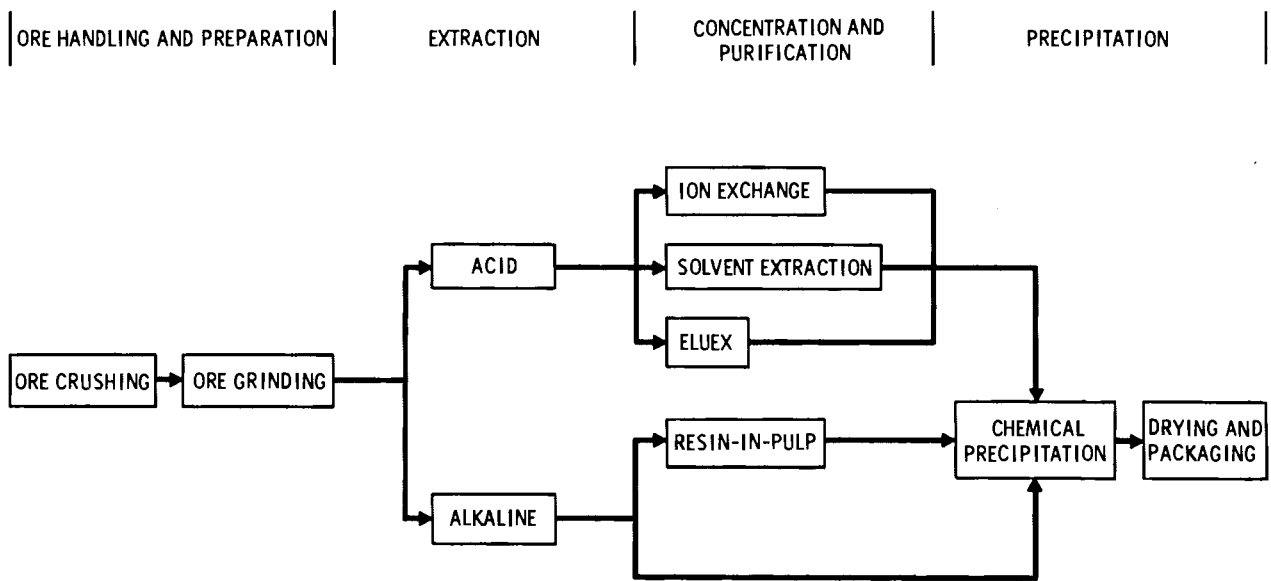 ORE HANDLING AND PREPARATION
EXTRACTION
CONCENTRATION AND
PURIFICATION
PRECIPITATION
ION EXCHANGE
ACID
SOLVENT EXTRACTION
ELUEX
ORE CRUSHING
ORE GRINDING
RESIN-IN-PULP
CHEMICAL
PRECIPITATION
DRYING AND
PACKAGING
ALKALINE